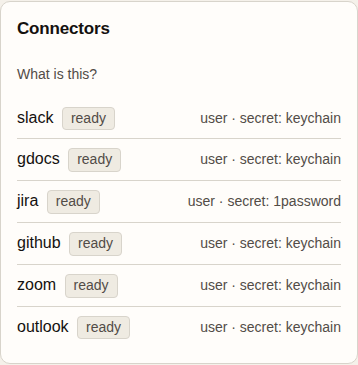 Connectors
What is this?
slack ready user · secret: keychain
gdocs ready user · secret: keychain
jira ready user · secret: 1password
github ready user · secret: keychain
zoom ready user · secret: keychain
outlook ready user · secret: keychain